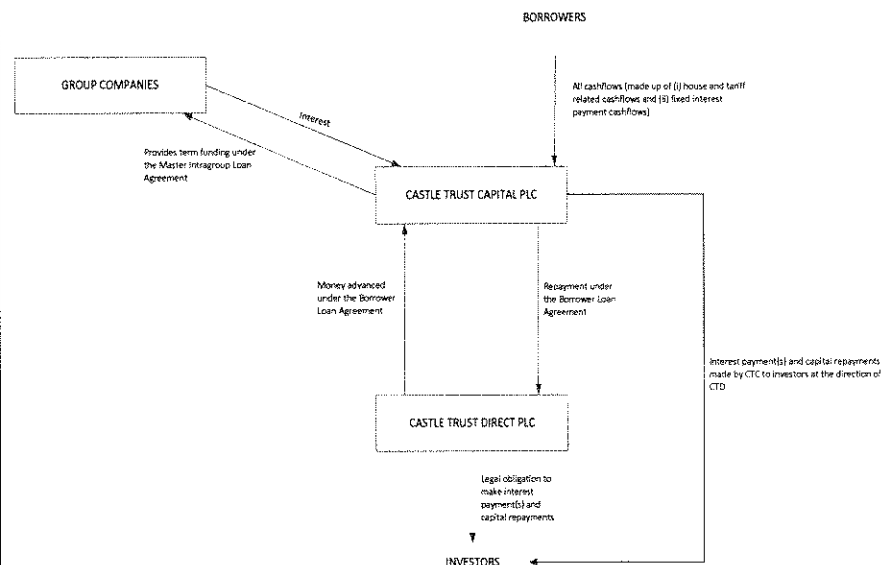 BORROWERS
All cashflows (made up of (i) house and tariff
related cashflows and (ii) fixed interest
payment cashflows)
GROUP COMPANIES
Interest
Provides term funding under
the Master Intragroup Loan
Agreement
CASTLE TRUST CAPITAL PLC
Money advanced
under the Borrower
Loan Agreement
Repayment under
the Borrower Loan
Agreement
Interest payment(s) and capital repayments
made by CTC to investors at the direction of
CTD
CASTLE TRUST DIRECT PLC
Legal obligation to
make interest
payment(s) and
capital repayments
INVESTORS